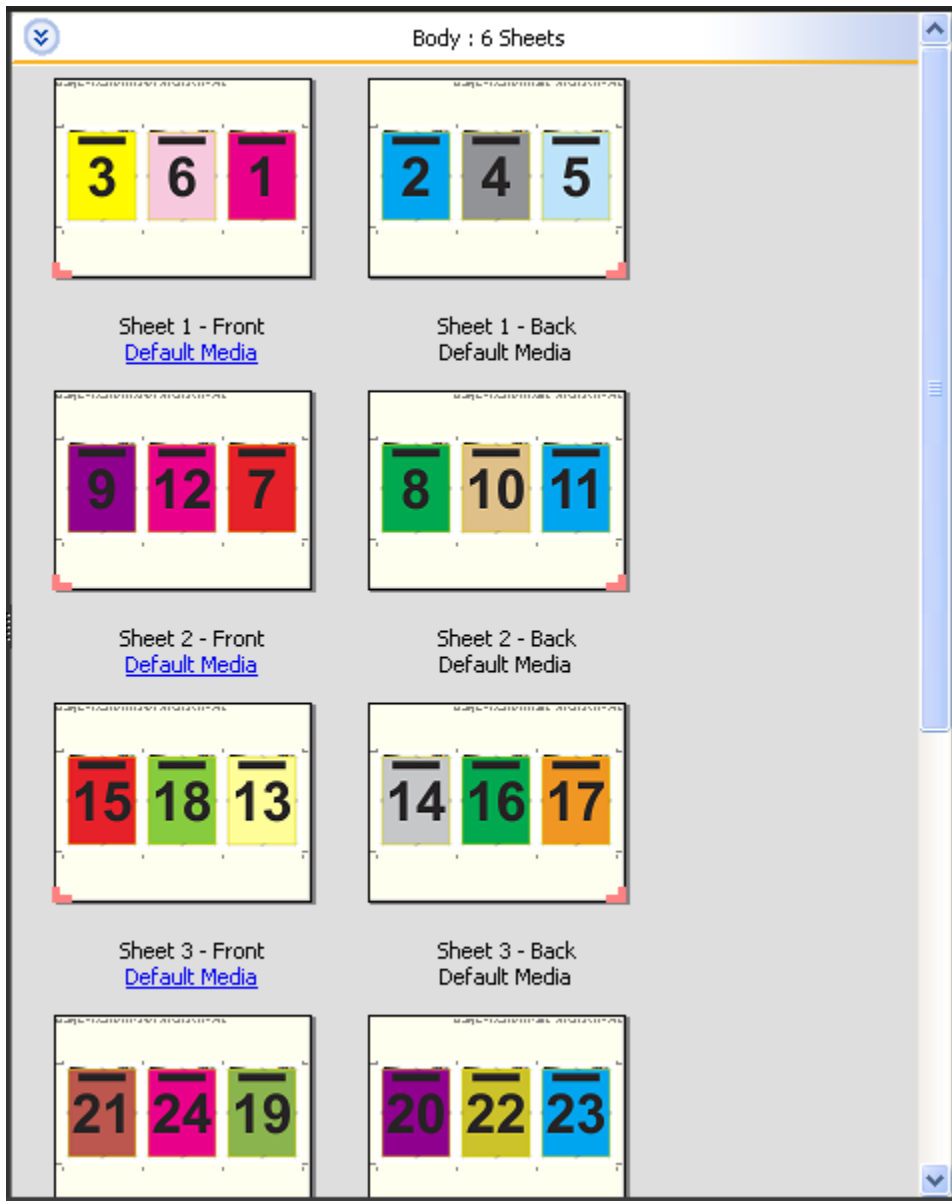 Body : 6 Sheets
3 6 1
2 4 5
Sheet 1 - Front
Default Media
Sheet 1 - Back
Default Media
9 12 7
8 10 11
Sheet 2 - Front
Default Media
Sheet 2 - Back
Default Media
15 18 13
14 16 17
Sheet 3 - Front
Default Media
Sheet 3 - Back
Default Media
21 24 19
20 22 23